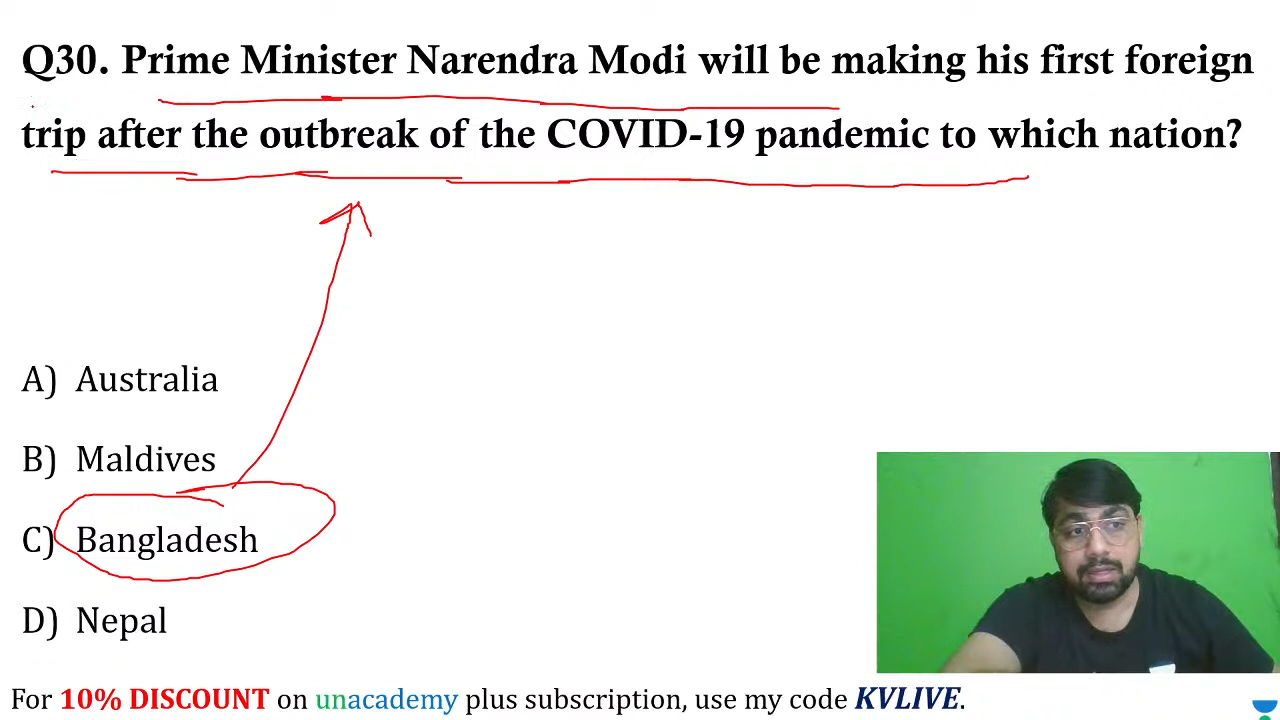 Q30. Prime Minister Narendra Modi will be making his first foreign
trip after the outbreak of the COVID-19 pandemic to which nation?
A) Australia
B) Maldives
C) Bangladesh
D) Nepal
For 10% DISCOUNT on unacademy plus subscription, use my code KVLIVE.